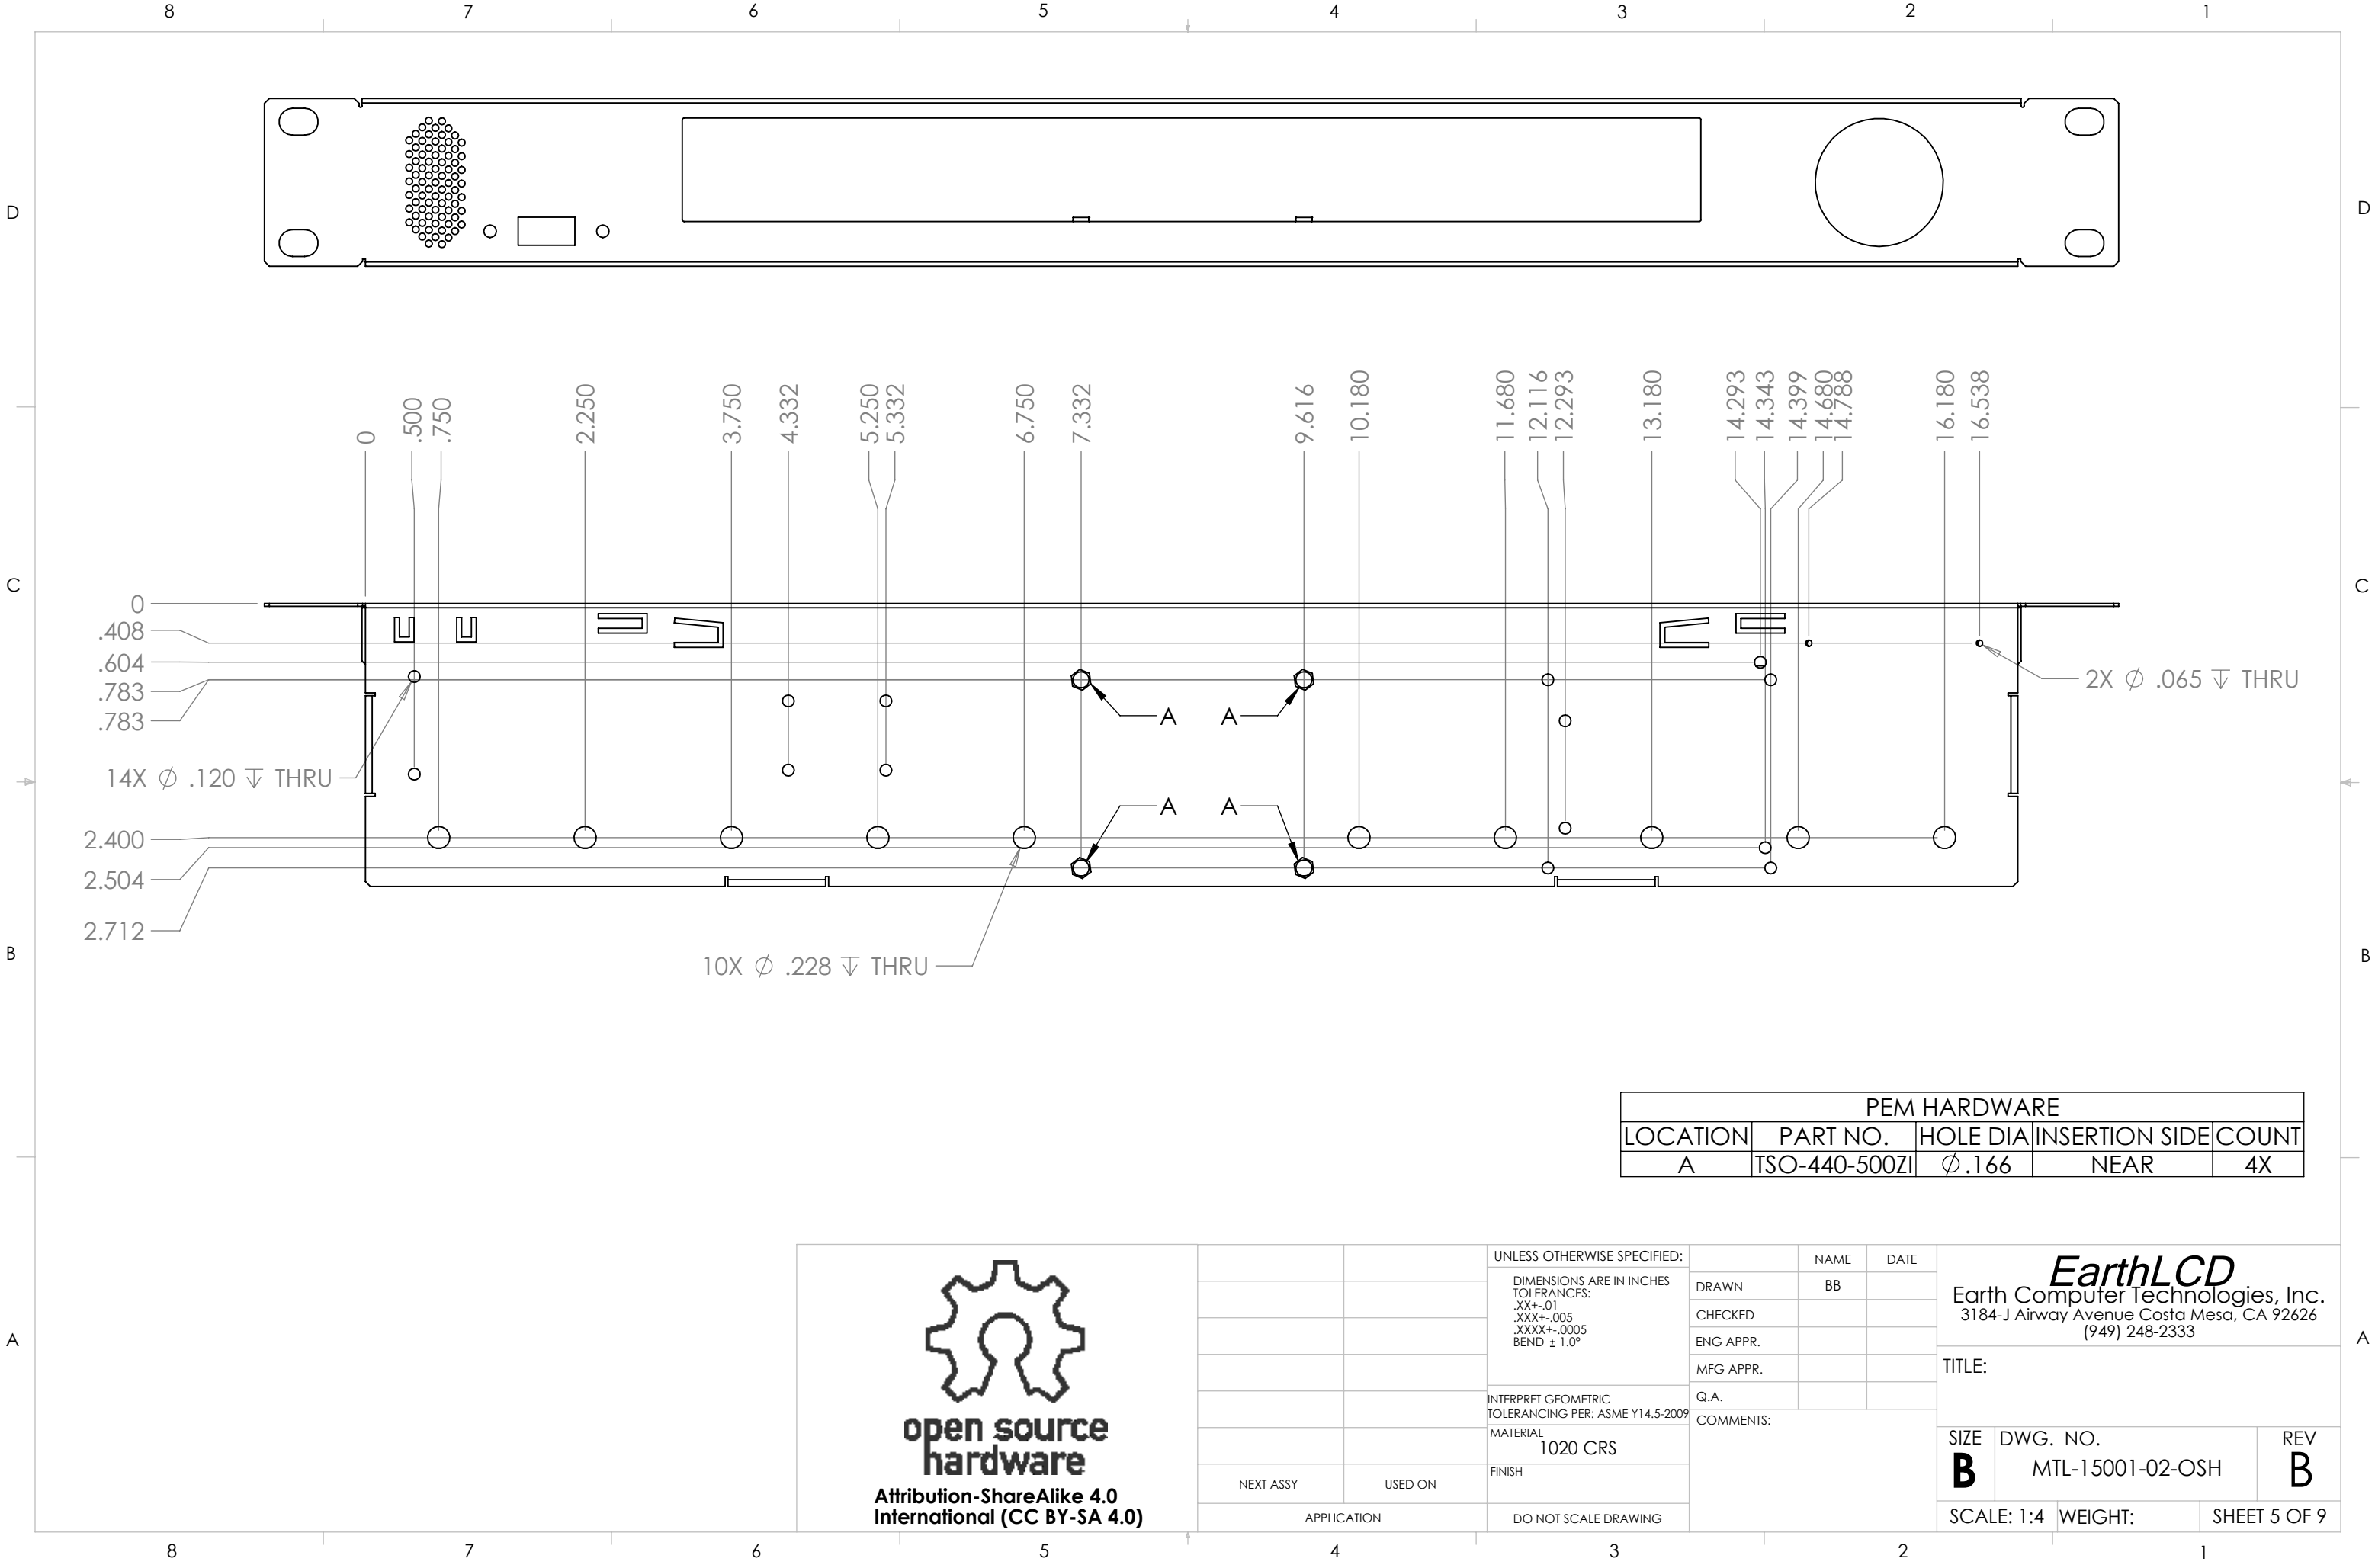 8 7 6 5 4 3 2 1
D D
0 .500 .750 2.250 3.750 4.332 5.250 5.332 6.750 7.332 9.616 10.180 11.680 12.116 12.293 13.180 14.293 14.343 14.399 14.680 14.788 16.180 16.538
C C
0
.408
.604
.783
.783
2X ∅ .065 ↧ THRU
A A
14X ∅ .120 ↧ THRU
A A
2.400
2.504
2.712
B B
10X ∅ .228 ↧ THRU
PEM HARDWARE
LOCATION PART NO. HOLE DIA INSERTION SIDE COUNT
A TSO-440-500ZI ∅.166 NEAR 4X
A A
open source
hardware
Attribution-ShareAlike 4.0
International (CC BY-SA 4.0)
NEXT ASSY USED ON
APPLICATION
UNLESS OTHERWISE SPECIFIED:
DIMENSIONS ARE IN INCHES
TOLERANCES:
.XX+-.01
.XXX+-.005
.XXXX+-.0005
BEND ± 1.0°
INTERPRET GEOMETRIC
TOLERANCING PER: ASME Y14.5-2009
MATERIAL
1020 CRS
FINISH
DO NOT SCALE DRAWING
NAME DATE
DRAWN BB
CHECKED
ENG APPR.
MFG APPR.
Q.A.
COMMENTS:
EarthLCD
Earth Computer Technologies, Inc.
3184-J Airway Avenue Costa Mesa, CA 92626
(949) 248-2333
TITLE:
SIZE DWG. NO. REV
B MTL-15001-02-OSH B
SCALE: 1:4 WEIGHT: SHEET 5 OF 9
8 7 6 5 4 3 2 1